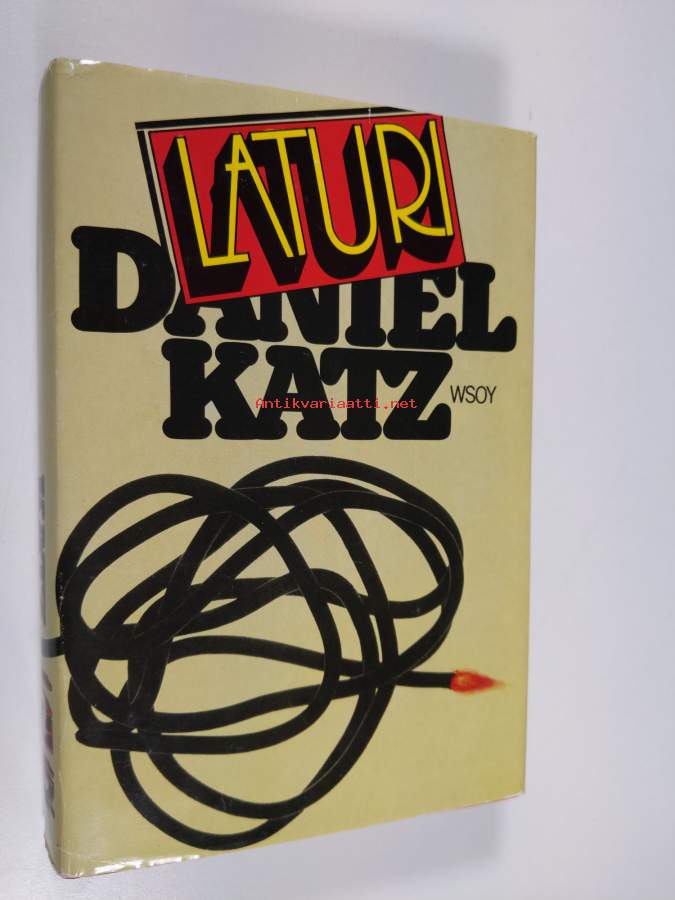 LATURI
DANIEL
KATZ
WSOY
Antikvariaatti.net